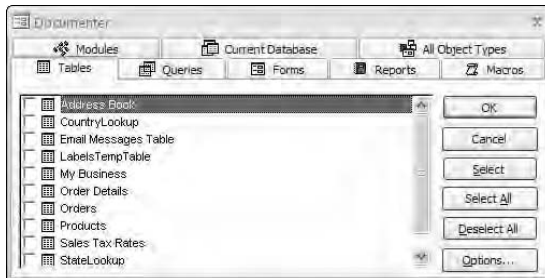 Documenter
Modules
Current Database
All Object Types
Tables
Queries
Forms
Reports
Macros
Address Book
CountryLookup
Email Messages Table
LabelsTempTable
My Business
Order Details
Orders
Products
Sales Tax Rates
StateLookup
OK
Cancel
Select
Select All
Deselect All
Options...